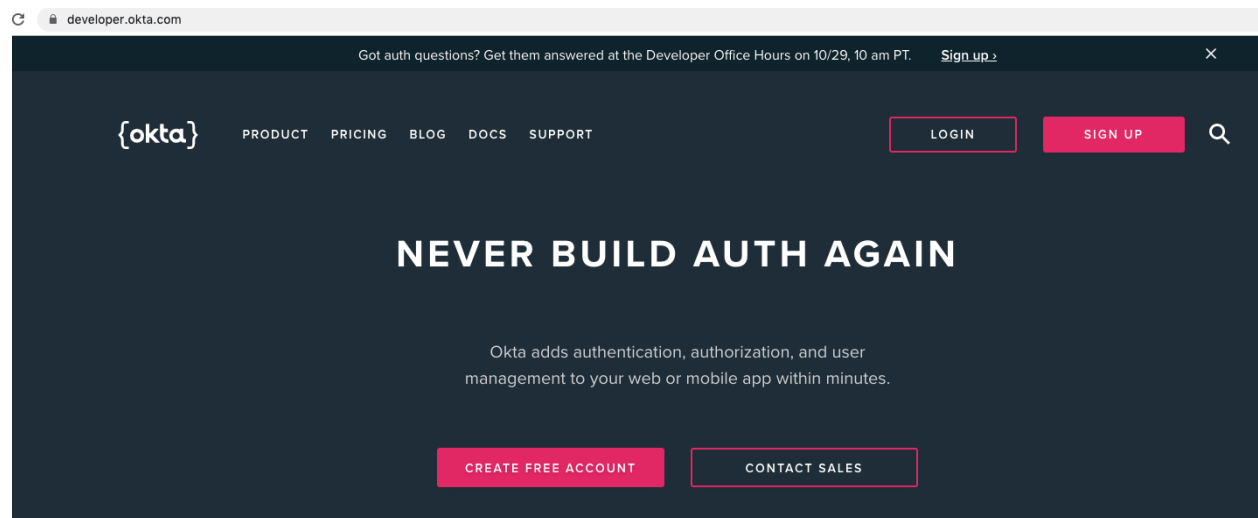 developer.okta.com
Got auth questions? Get them answered at the Developer Office Hours on 10/29, 10 am PT. Sign up ›
{okta} PRODUCT PRICING BLOG DOCS SUPPORT LOGIN SIGN UP
NEVER BUILD AUTH AGAIN
Okta adds authentication, authorization, and user
management to your web or mobile app within minutes.
CREATE FREE ACCOUNT CONTACT SALES